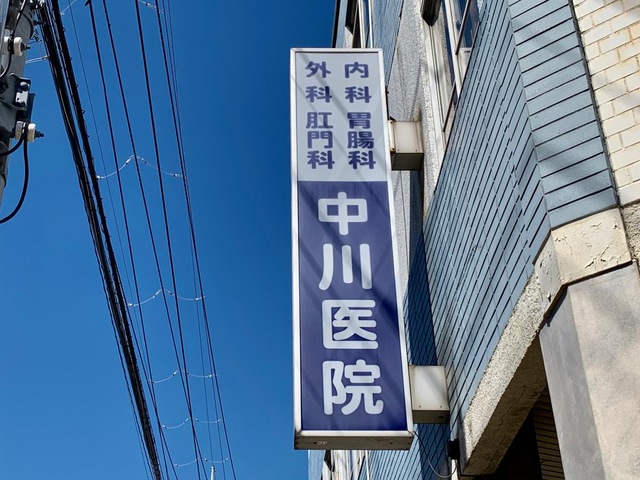 内科 胃腸科
外科 肛門科
中川医院